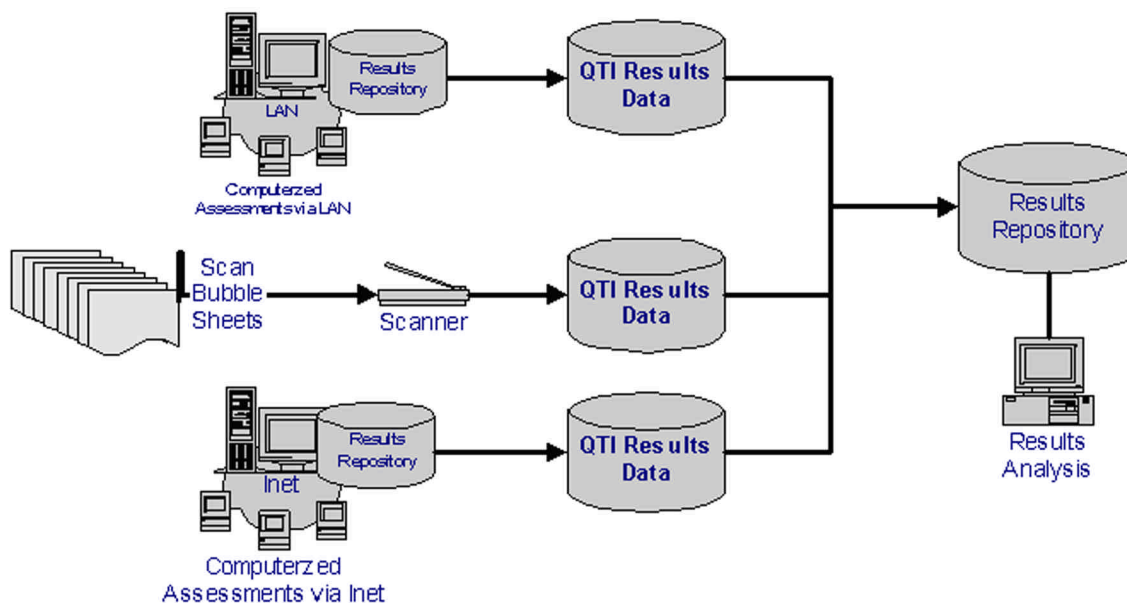 Results
Repository
LAN
Computerzed
Assessments via LAN
QTI Results
Data
Scan
Bubble
Sheets
Scanner
QTI Results
Data
Results
Repository
Inet
Computerzed
Assessments via Inet
QTI Results
Data
Results
Repository
Results
Analysis